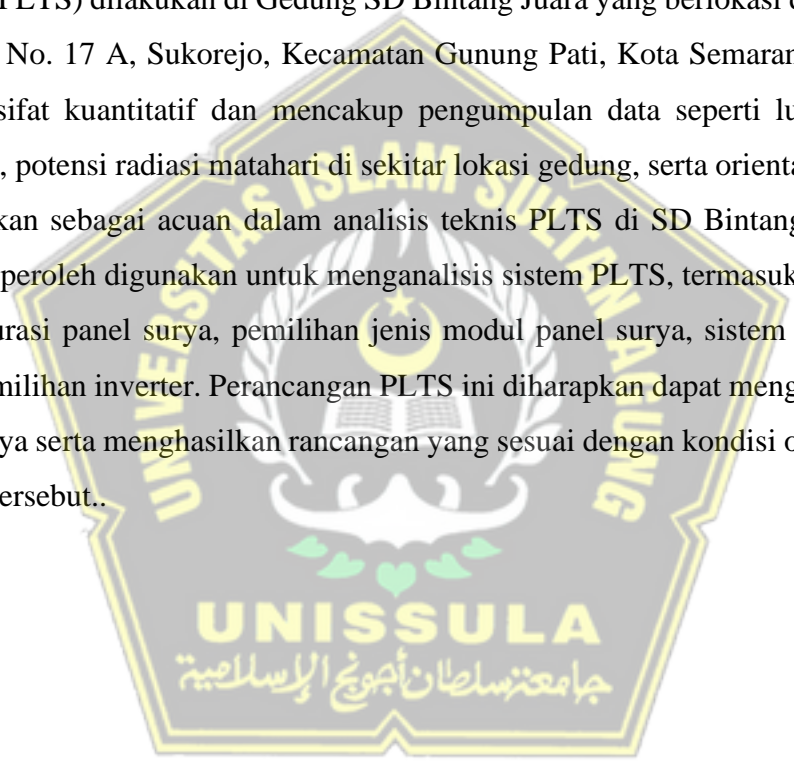 PLTS) dilakukan di Gedung SD Bintang Juara yang berlokasi
No. 17 A, Sukorejo, Kecamatan Gunung Pati, Kota Semaran
sifat kuantitatif dan mencakup pengumpulan data seperti lu
, potensi radiasi matahari di sekitar lokasi gedung, serta orienta
kan sebagai acuan dalam analisis teknis PLTS di SD Bintang
peroleh digunakan untuk menganalisis sistem PLTS, termasuk
urasi panel surya, pemilihan jenis modul panel surya, sistem
milihan inverter. Perancangan PLTS ini diharapkan dapat meng
ya serta menghasilkan rancangan yang sesuai dengan kondisi o
ersebut..
UNIVERSITAS ISLAM SULTAN AGUNG
UNISSULA
جامعة سلطان أجونج الإسلامية